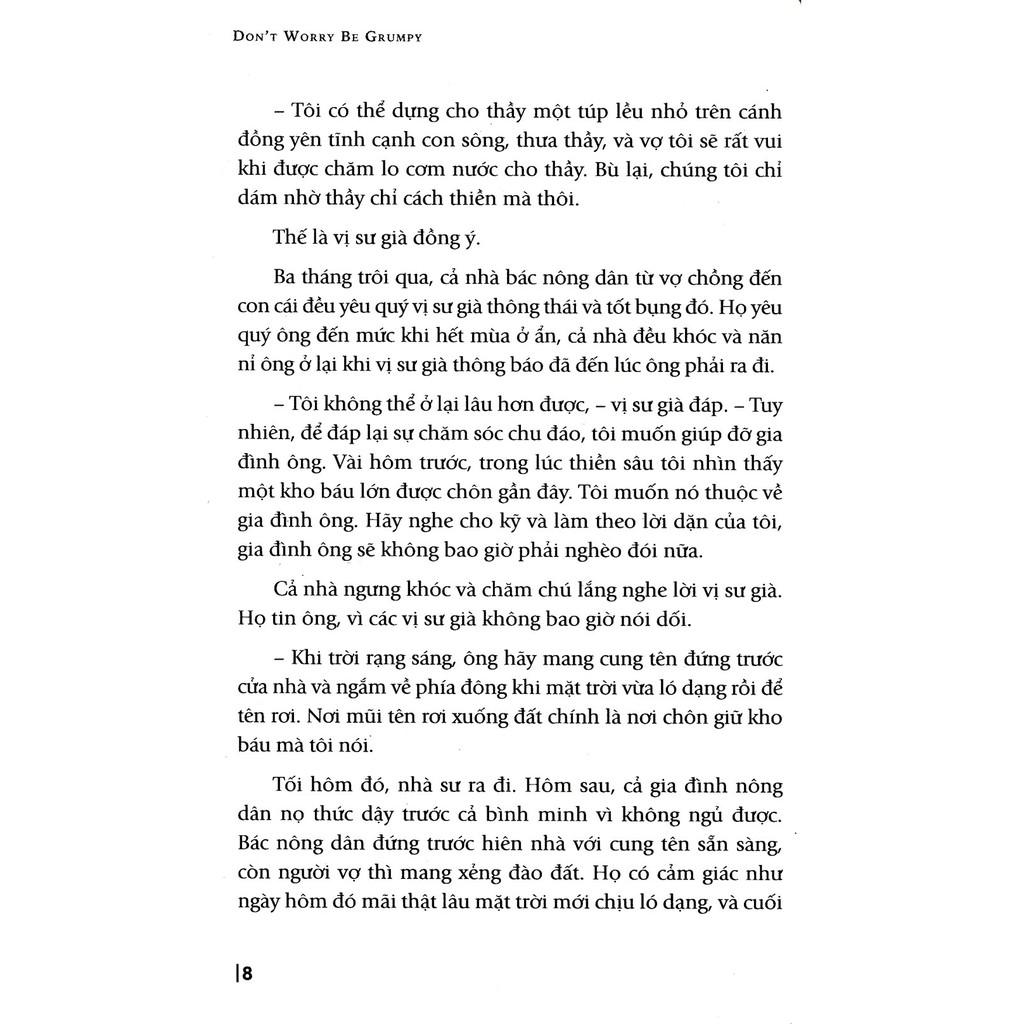 DON'T WORRY BE GRUMPY
– Tôi có thể dựng cho thầy một túp lều nhỏ trên cánh
đồng yên tĩnh cạnh con sông, thưa thầy, và vợ tôi sẽ rất vui
khi được chăm lo cơm nước cho thầy. Bù lại, chúng tôi chỉ
dám nhờ thầy chỉ cách thiền mà thôi.
Thế là vị sư già đồng ý.
Ba tháng trôi qua, cả nhà bác nông dân từ vợ chồng đến
con cái đều yêu quý vị sư già thông thái và tốt bụng đó. Họ yêu
quý ông đến mức khi hết mùa ở ẩn, cả nhà đều khóc và năn
nỉ ông ở lại khi vị sư già thông báo đã đến lúc ông phải ra đi.
– Tôi không thể ở lại lâu hơn được, – vị sư già đáp. – Tuy
nhiên, để đáp lại sự chăm sóc chu đáo, tôi muốn giúp đỡ gia
đình ông. Vài hôm trước, trong lúc thiền sâu tôi nhìn thấy
một kho báu lớn được chôn gần đây. Tôi muốn nó thuộc về
gia đình ông. Hãy nghe cho kỹ và làm theo lời dặn của tôi,
gia đình ông sẽ không bao giờ phải nghèo đói nữa.
Cả nhà ngưng khóc và chăm chú lắng nghe lời vị sư già.
Họ tin ông, vì các vị sư già không bao giờ nói dối.
– Khi trời rạng sáng, ông hãy mang cung tên đứng trước
cửa nhà và ngắm về phía đông khi mặt trời vừa ló dạng rồi để
tên rơi. Nơi mũi tên rơi xuống đất chính là nơi chôn giữ kho
báu mà tôi nói.
Tối hôm đó, nhà sư ra đi. Hôm sau, cả gia đình nông
dân nọ thức dậy trước cả bình minh vì không ngủ được.
Bác nông dân đứng trước hiên nhà với cung tên sẵn sàng,
còn người vợ thì mang xẻng đào đất. Họ có cảm giác như
ngày hôm đó mãi thật lâu mặt trời mới chịu ló dạng, và cuối
|8